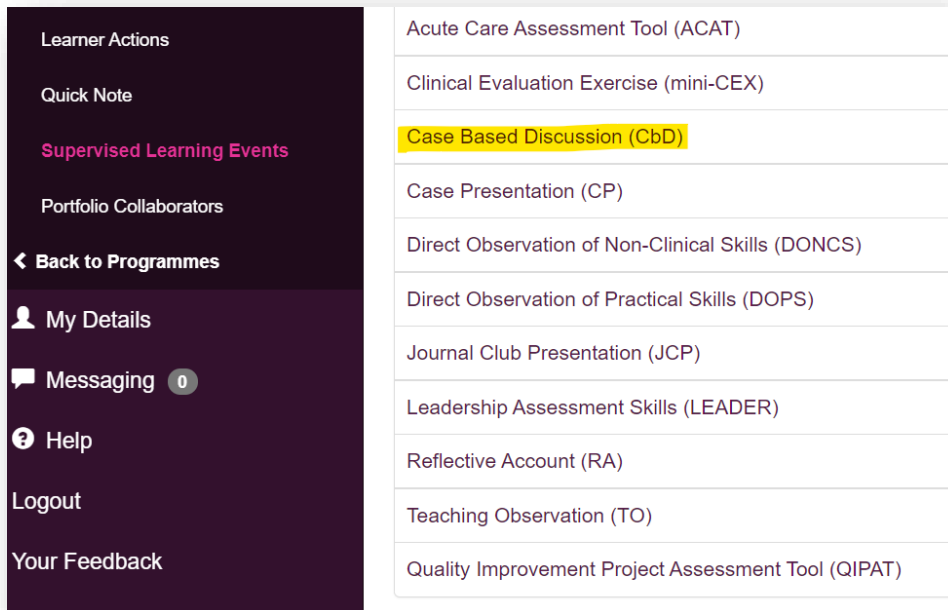 Learner Actions
Quick Note
Supervised Learning Events
Portfolio Collaborators
Back to Programmes
My Details
Messaging 0
Help
Logout
Your Feedback
Acute Care Assessment Tool (ACAT)
Clinical Evaluation Exercise (mini-CEX)
Case Based Discussion (CbD)
Case Presentation (CP)
Direct Observation of Non-Clinical Skills (DONCS)
Direct Observation of Practical Skills (DOPS)
Journal Club Presentation (JCP)
Leadership Assessment Skills (LEADER)
Reflective Account (RA)
Teaching Observation (TO)
Quality Improvement Project Assessment Tool (QIPAT)